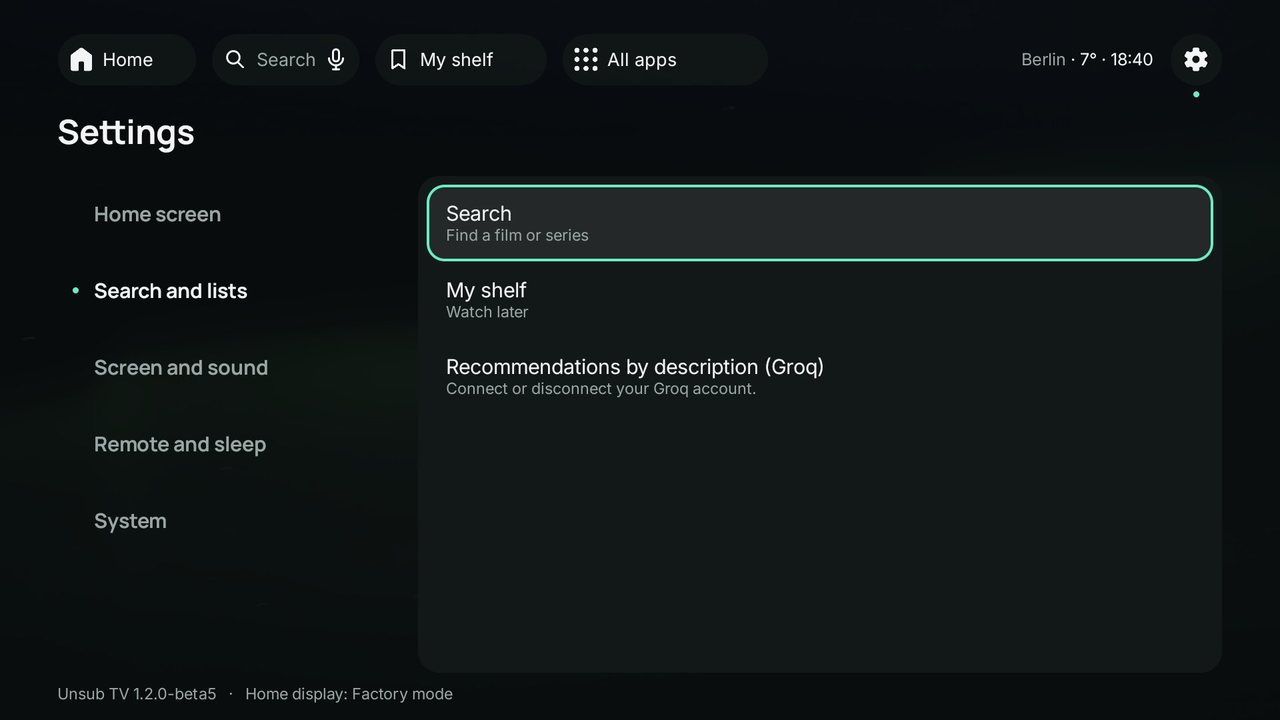 Home
Search
My shelf
All apps
Berlin · 7° · 18:40
Settings
Home screen
Search and lists
Screen and sound
Remote and sleep
System
Search
Find a film or series
My shelf
Watch later
Recommendations by description (Groq)
Connect or disconnect your Groq account.
Unsub TV 1.2.0-beta5 · Home display: Factory mode